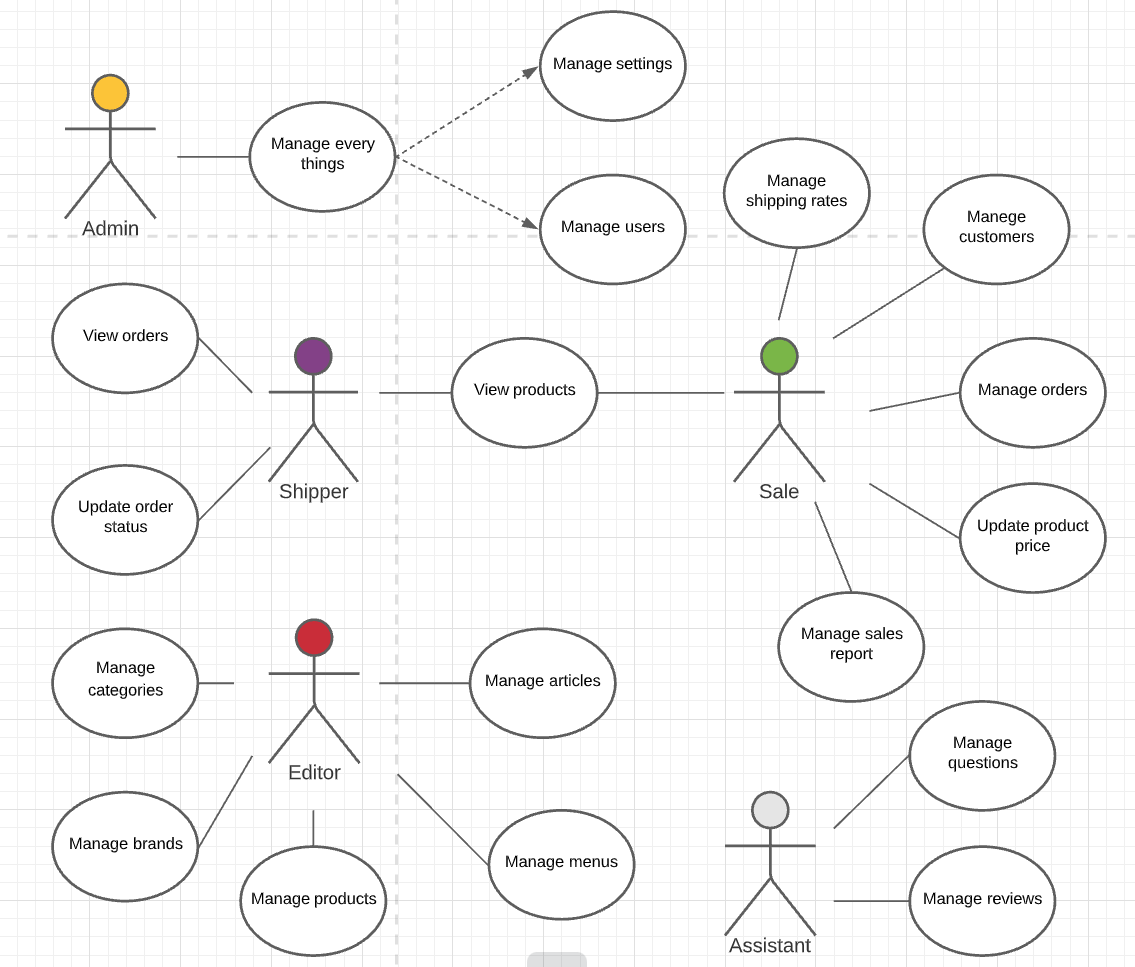 Manage settings
Manage every
things
Admin
Manage users
Manage
shipping rates
Manege
customers
View orders
View products
Manage orders
Shipper
Sale
Update order
status
Update product
price
Manage sales
report
Manage
categories
Manage articles
Editor
Manage
questions
Manage brands
Manage menus
Manage products
Manage reviews
Assistant